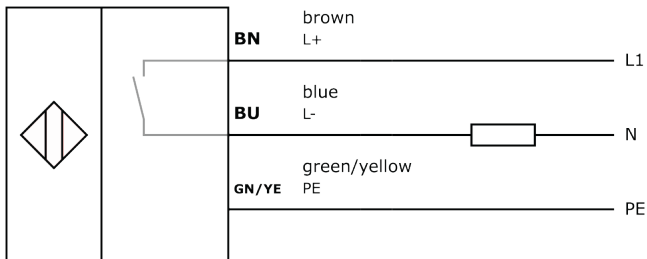 brown
BN L+
L1
blue
BU L-
N
green/yellow
GN/YE PE
PE